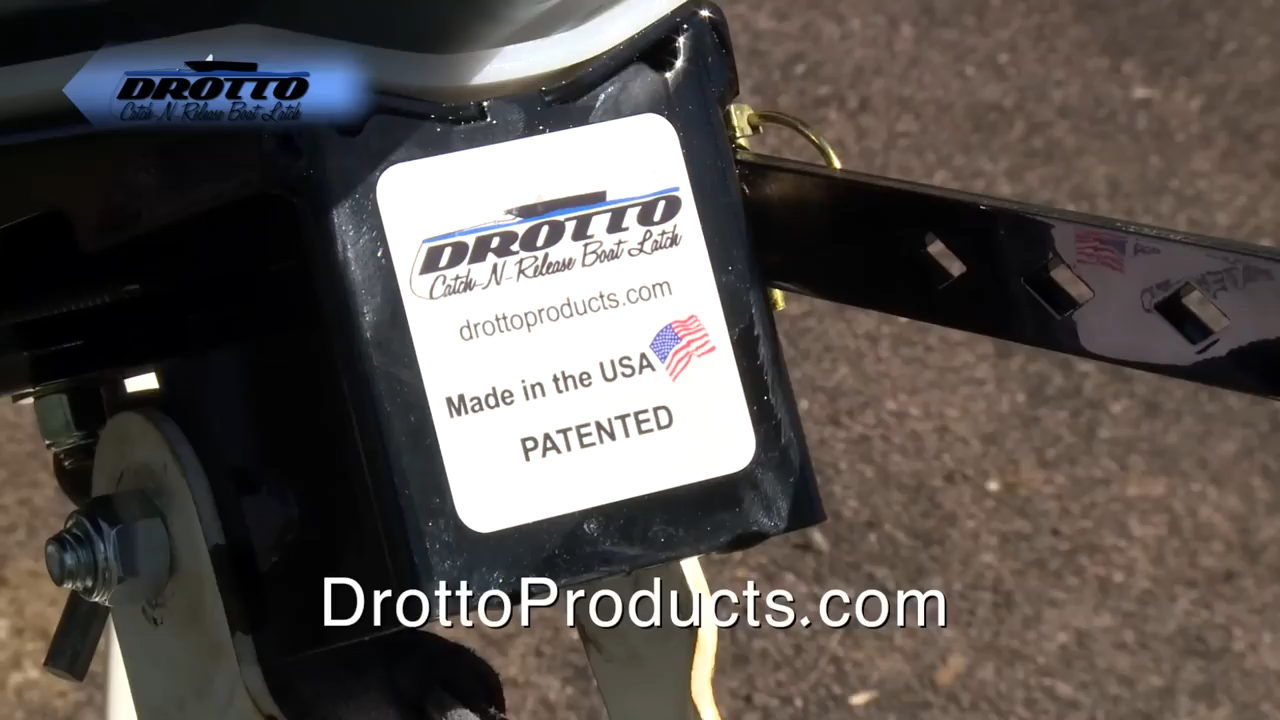 DROTTO
Catch-N-Release Boat Latch
DROTTO
Catch-N-Release Boat Latch
drottoproducts.com
Made in the USA
PATENTED
DrottoProducts.com